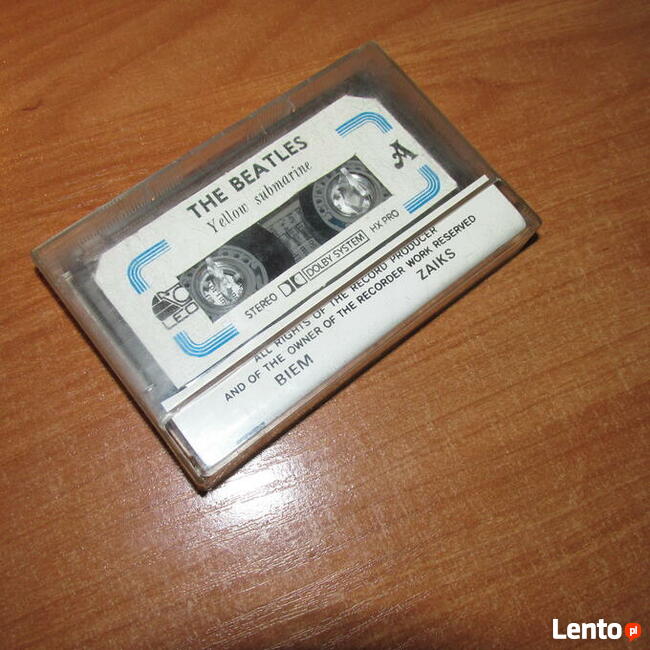 THE BEATLES
Yellow submarine
A
LEO
STEREO DOLBY SYSTEM HX PRO
ALL RIGHTS OF THE RECORD PRODUCER
AND OF THE OWNER OF THE RECORDER WORK RESERVED
BIEM ZAIKS
Lento pl